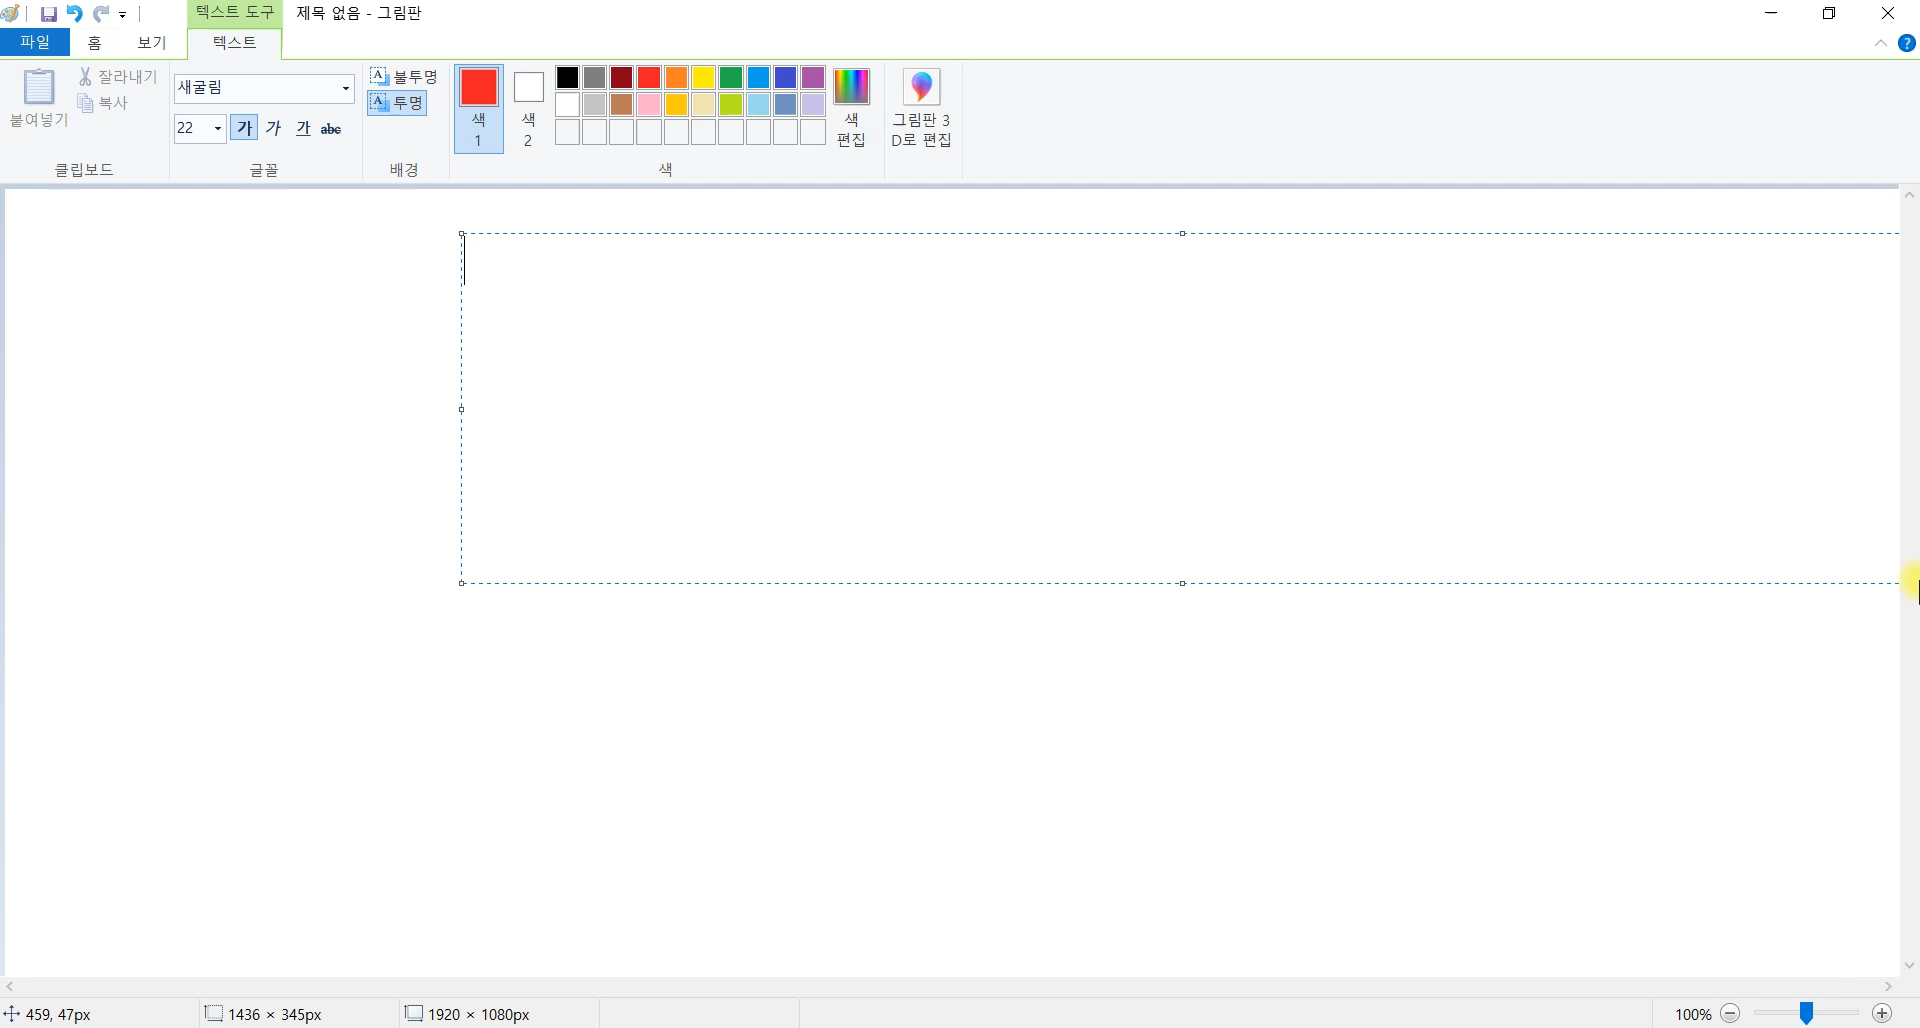 텍스트 도구
제목 없음 - 그림판
파일
홈
보기
텍스트
?
붙여넣기
잘라내기
복사
클립보드
새굴림
22
가 가 가 abc
글꼴
A 불투명
A 투명
배경
색
1
색
2
색
편집
색
그림판 3
D로 편집
459, 47px
1436 × 345px
1920 × 1080px
100%